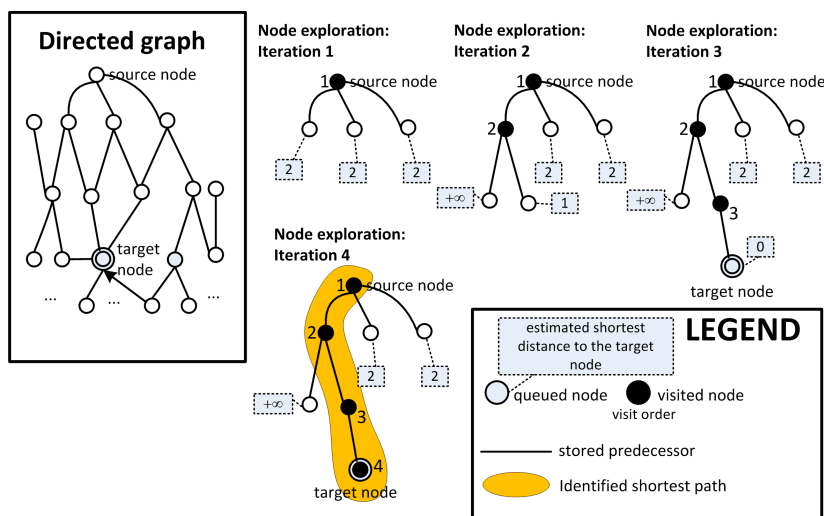 Directed graph
source node
target
node
...
...
...
Node exploration:
Iteration 1
1
source node
2
2
2
Node exploration:
Iteration 2
1
source node
2
2
2
+∞
1
Node exploration:
Iteration 3
1
source node
2
2
2
+∞
3
0
target node
Node exploration:
Iteration 4
1
source node
2
2
2
+∞
3
4
target node
LEGEND
estimated shortest
distance to the target
node
queued node
visited node
visit order
stored predecessor
Identified shortest path